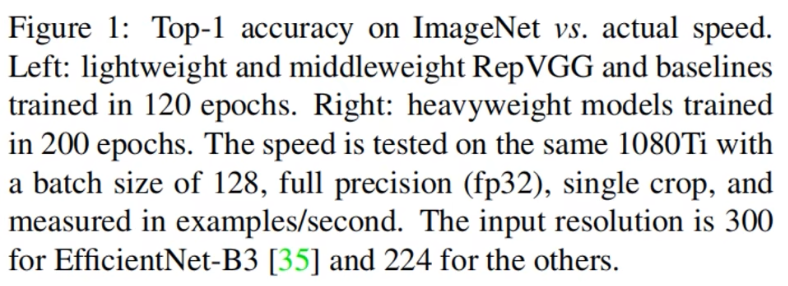 Figure 1: Top-1 accuracy on ImageNet vs. actual speed.
Left: lightweight and middleweight RepVGG and baselines
trained in 120 epochs. Right: heavyweight models trained
in 200 epochs. The speed is tested on the same 1080Ti with
a batch size of 128, full precision (fp32), single crop, and
measured in examples/second. The input resolution is 300
for EfficientNet-B3 [35] and 224 for the others.